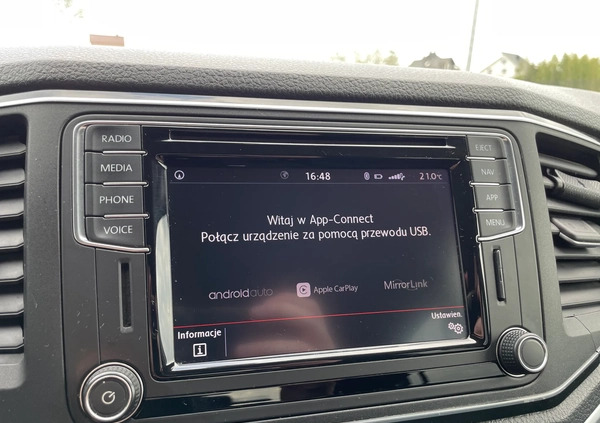 RADIO
MEDIA
PHONE
VOICE
EJECT
NAV
APP
MENU
16:48
21.0°C
Witaj w App-Connect
Połącz urządzenie za pomocą przewodu USB.
androidauto
Apple CarPlay
MirrorLink
Informacje
Ustawien.